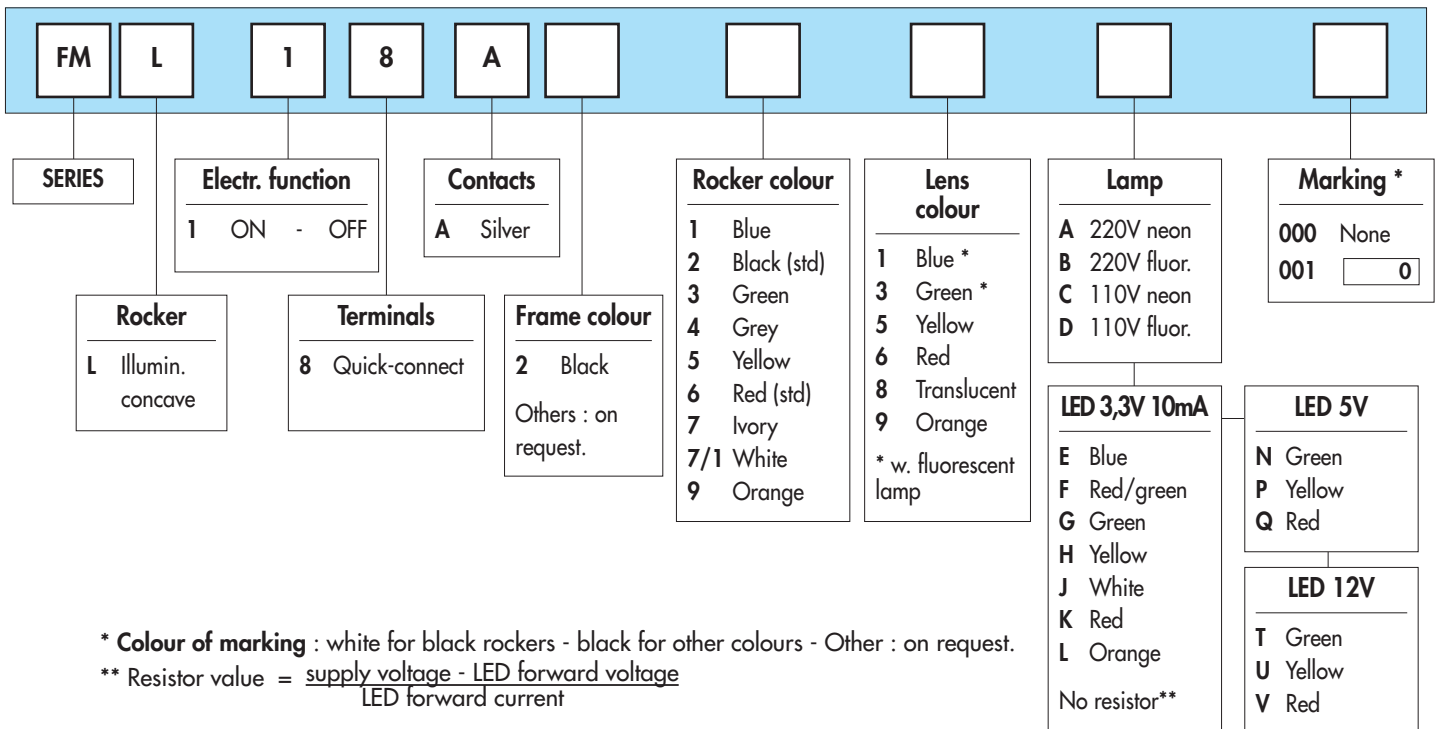 FM L 1 8 A
SERIES
Electr. function
1 ON - OFF
Contacts
A Silver
Rocker colour
1 Blue
2 Black (std)
3 Green
4 Grey
5 Yellow
6 Red (std)
7 Ivory
7/1 White
9 Orange
Lens
colour
1 Blue *
3 Green *
5 Yellow
6 Red
8 Translucent
9 Orange
* w. fluorescent
lamp
Lamp
A 220V neon
B 220V fluor.
C 110V neon
D 110V fluor.
Marking *
000 None
001 0
Rocker
L Illumin.
concave
Terminals
8 Quick-connect
Frame colour
2 Black
Others : on
request.
LED 3,3V 10mA
E Blue
F Red/green
G Green
H Yellow
J White
K Red
L Orange
No resistor**
LED 5V
N Green
P Yellow
Q Red
LED 12V
T Green
U Yellow
V Red
* Colour of marking : white for black rockers - black for other colours - Other : on request.
** Resistor value = supply voltage - LED forward voltage
LED forward current